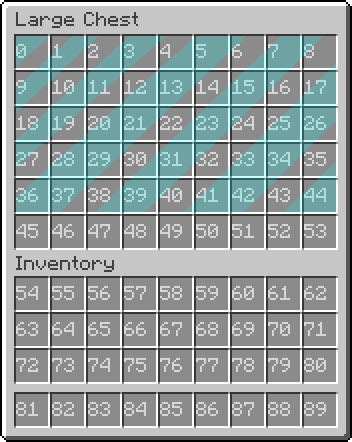 Large Chest
0 1 2 3 4 5 6 7 8
9 10 11 12 13 14 15 16 17
18 19 20 21 22 23 24 25 26
27 28 29 30 31 32 33 34 35
36 37 38 39 40 41 42 43 44
45 46 47 48 49 50 51 52 53
Inventory
54 55 56 57 58 59 60 61 62
63 64 65 66 67 68 69 70 71
72 73 74 75 76 77 78 79 80
81 82 83 84 85 86 87 88 89